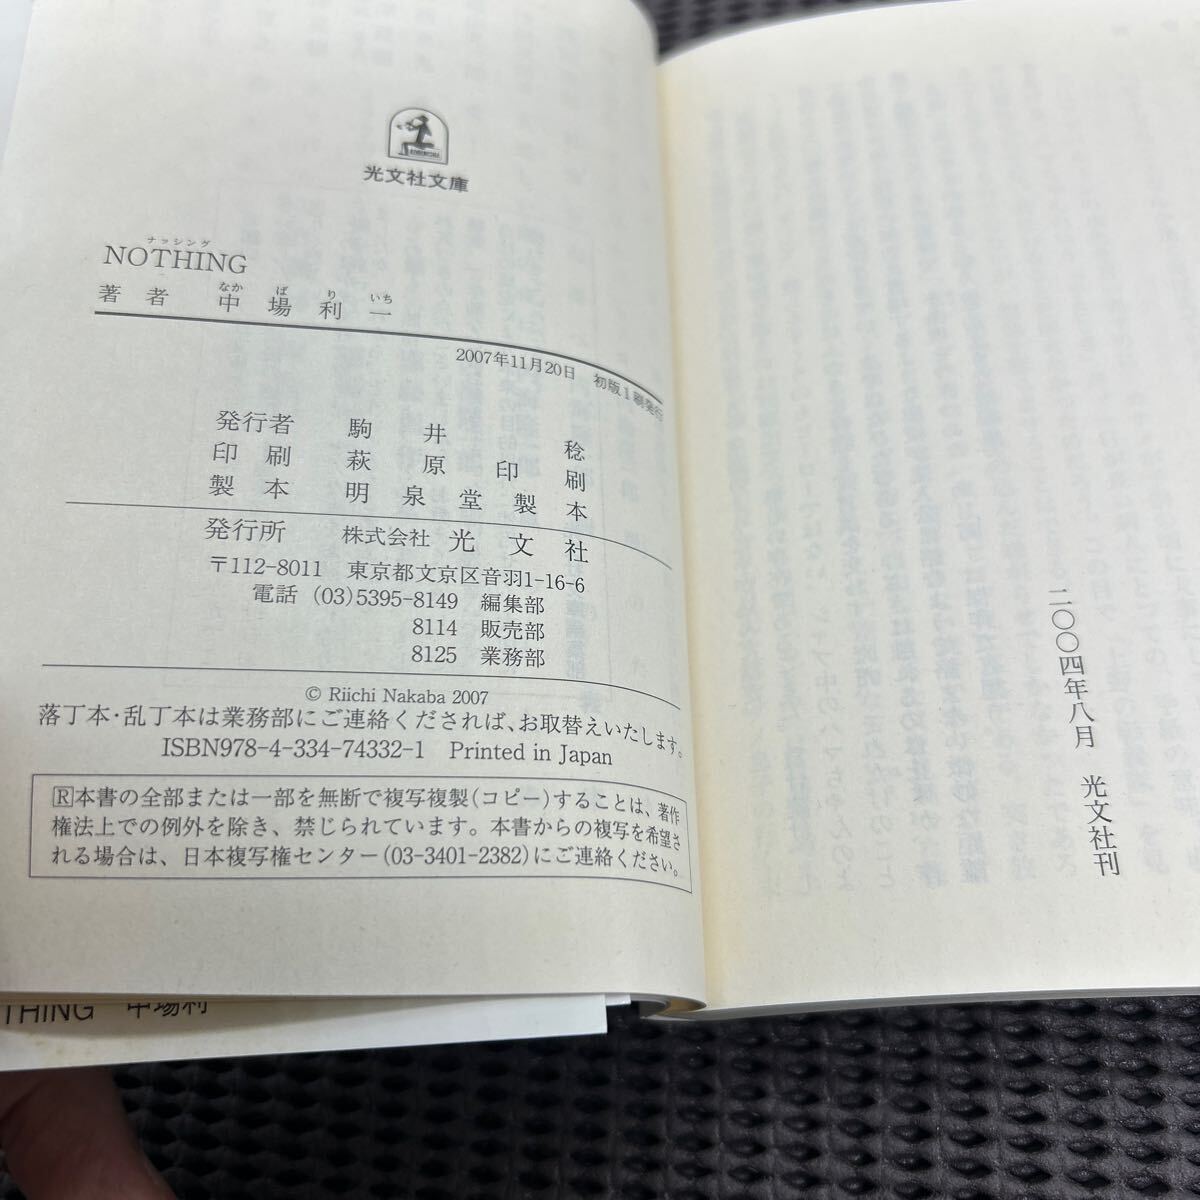 光文社文庫
ナッシング
NOTHING
なか ば り いち
著者 中場利一
2007年11月20日 初版1刷発行
発行者 駒井 稔
印刷 萩原印刷
製本 明泉堂製本
発行所 株式会社 光文社
〒112-8011 東京都文京区音羽1-16-6
電話 (03)5395-8149 編集部
8114 販売部
8125 業務部
© Riichi Nakaba 2007
落丁本・乱丁本は業務部にご連絡くだされば、お取替えいたします。
ISBN978-4-334-74332-1 Printed in Japan
R本書の全部または一部を無断で複写複製(コピー)することは、著作
権法上での例外を除き、禁じられています。本書からの複写を希望さ
れる場合は、日本複写権センター(03-3401-2382)にご連絡ください。
二〇〇四年八月 光文社刊
THING 中場利